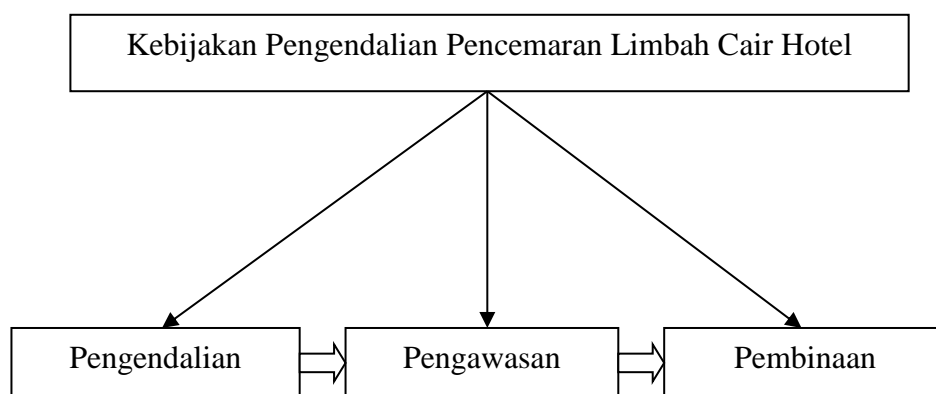 Kebijakan Pengendalian Pencemaran Limbah Cair Hotel
Pengendalian
Pengawasan
Pembinaan